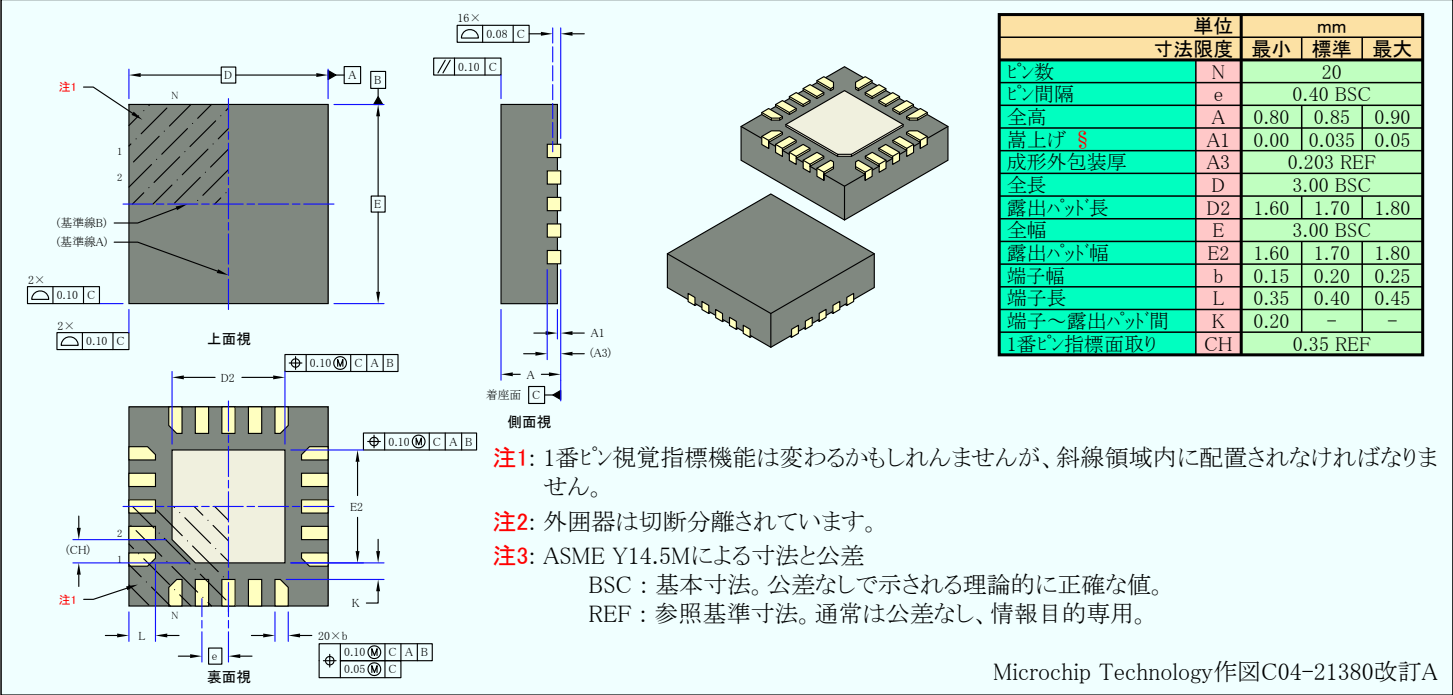 16×
0.08 C
0.10 C
D
A
B
注1
N
1
2
E
(基準線B)
(基準線A)
2×
0.10 C
2×
0.10 C
上面視
A1
(A3)
A
着座面 C
側面視
0.10 Ⓜ C A B
D2
0.10 Ⓜ C A B
E2
2
(CH)
1
注1
K
N
L
20×b
e
0.10 Ⓜ C A B
0.05 Ⓜ C
裏面視
単位 mm
寸法限度 最小 標準 最大
ピン数 N 20
ピン間隔 e 0.40 BSC
全高 A 0.80 0.85 0.90
嵩上げ § A1 0.00 0.035 0.05
成形外包装厚 A3 0.203 REF
全長 D 3.00 BSC
露出パッド長 D2 1.60 1.70 1.80
全幅 E 3.00 BSC
露出パッド幅 E2 1.60 1.70 1.80
端子幅 b 0.15 0.20 0.25
端子長 L 0.35 0.40 0.45
端子～露出パッド間 K 0.20 - -
1番ピン指標面取り CH 0.35 REF
注1: 1番ピン視覚指標機能は変わるかもしれんませんが、斜線領域内に配置されなければなりま
せん。
注2: 外囲器は切断分離されています。
注3: ASME Y14.5Mによる寸法と公差
BSC : 基本寸法。公差なしで示される理論的に正確な値。
REF : 参照基準寸法。通常は公差なし、情報目的専用。
Microchip Technology作図C04-21380改訂A